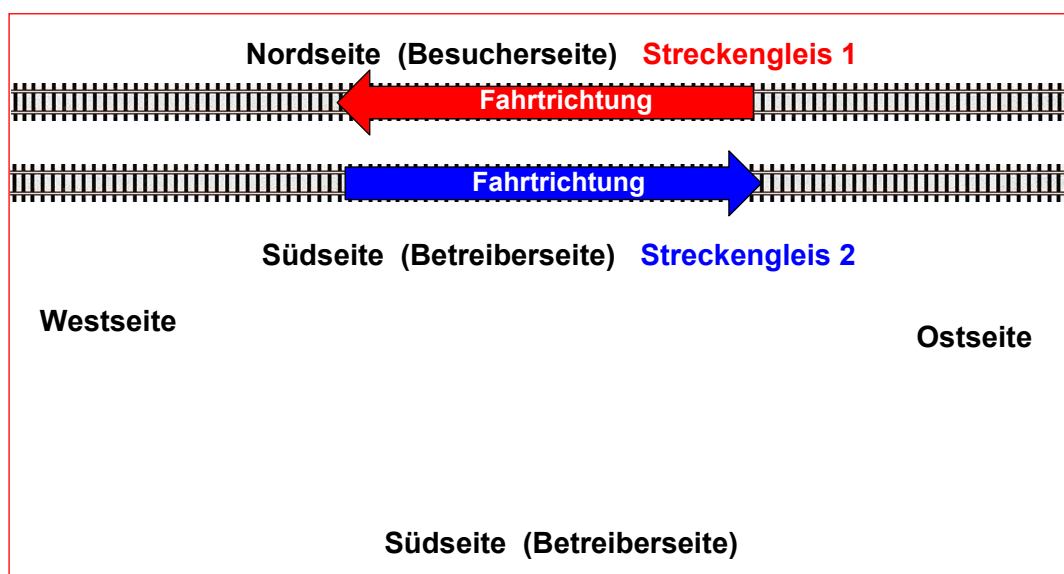 Nordseite (Besucherseite) Streckengleis 1
Fahrtrichtung
Fahrtrichtung
Südseite (Betreiberseite) Streckengleis 2
Westseite
Ostseite
Südseite (Betreiberseite)